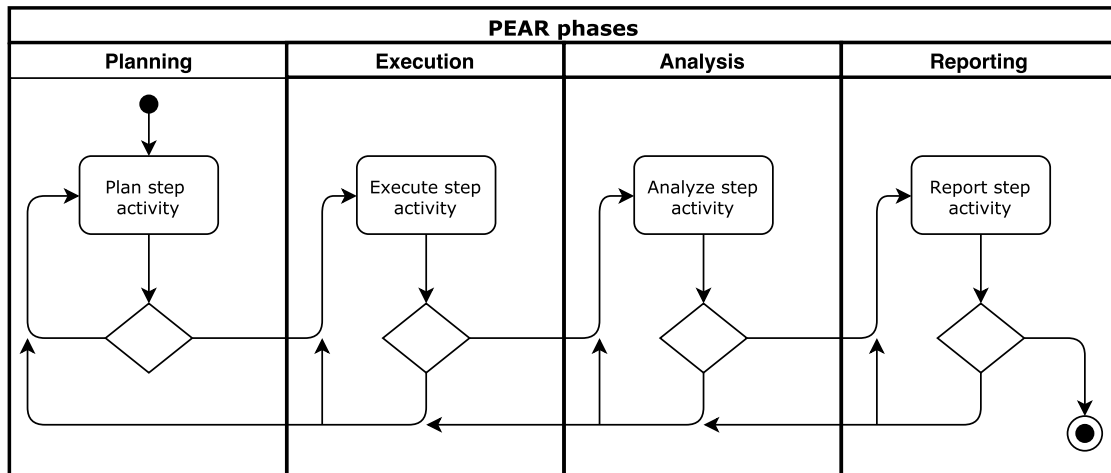 PEAR phases
Planning
Execution
Analysis
Reporting
Plan step
activity
Execute step
activity
Analyze step
activity
Report step
activity